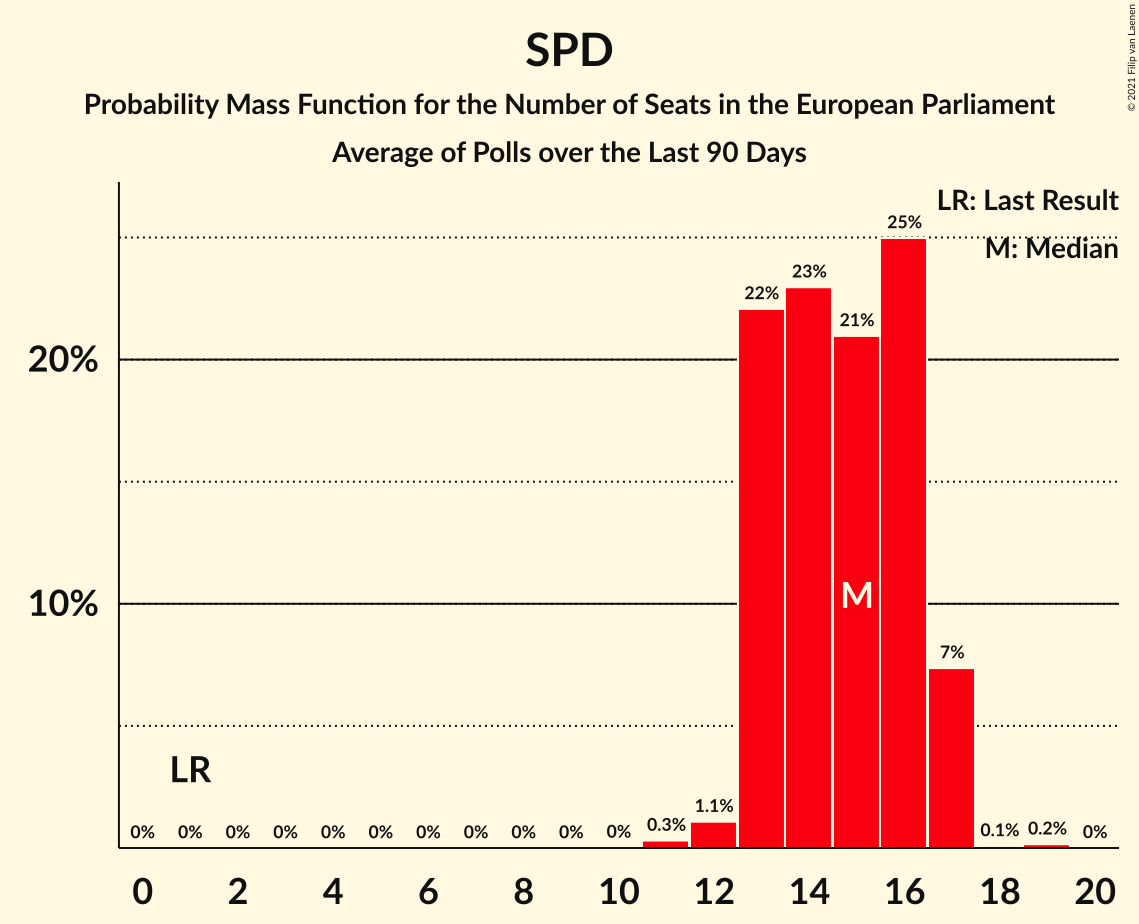 SPD
Probability Mass Function for the Number of Seats in the European Parliament
Average of Polls over the Last 90 Days
© 2021 Filip van Laenen
LR: Last Result
M: Median
25%
23%
22%
21%
20%
10%
M
7%
LR
0% 0% 0% 0% 0% 0% 0% 0% 0% 0% 0% 0.3% 1.1% 0.1% 0.2% 0%
0 2 4 6 8 10 12 14 16 18 20